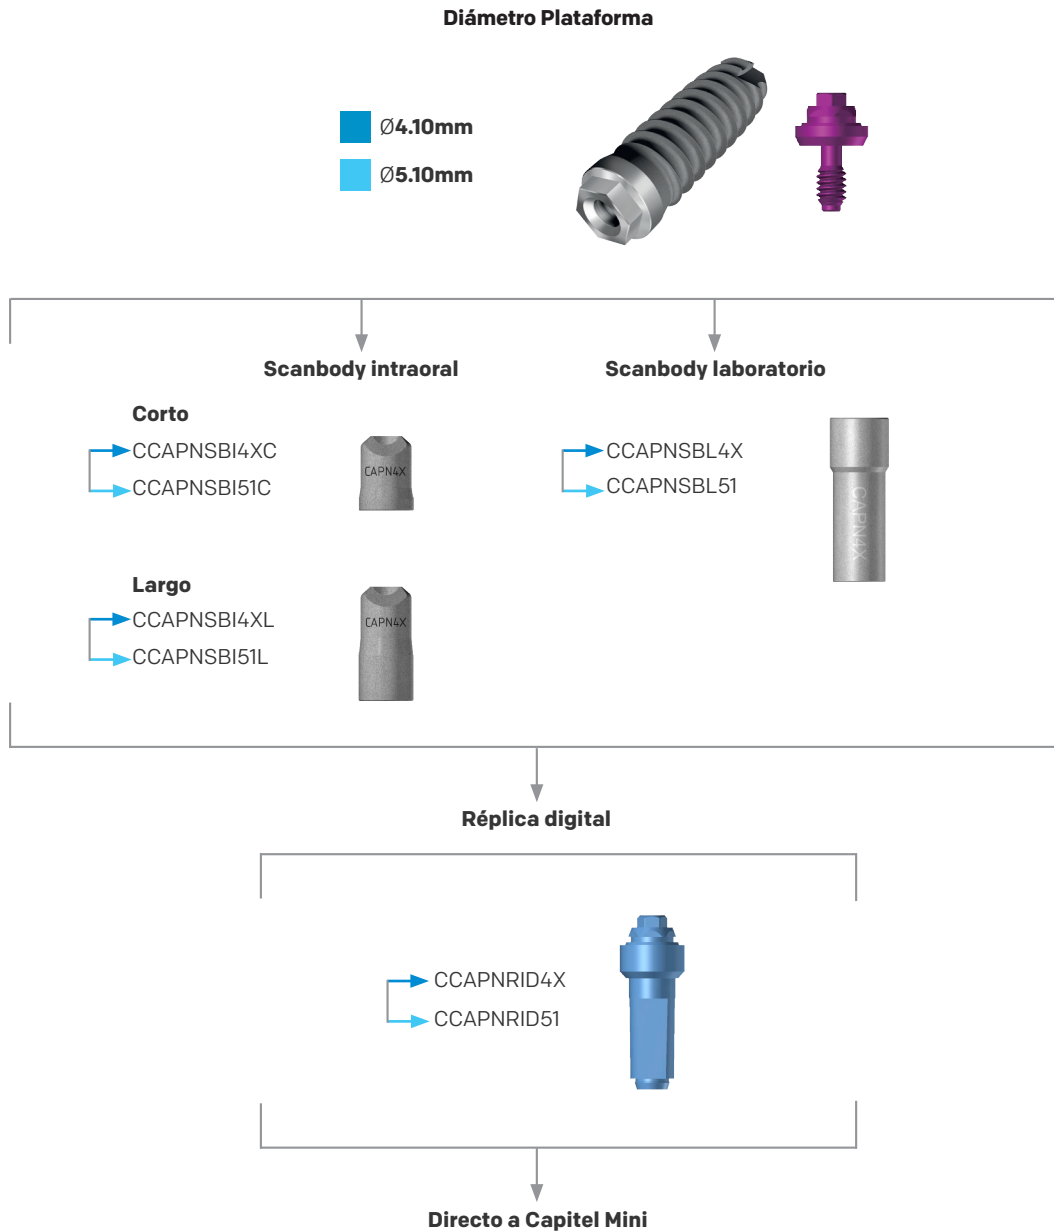 Diámetro Plataforma
Ø4.10mm
Ø5.10mm
Scanbody intraoral
Corto
CCAPNSBI4XC
CCAPNSBI51C
CAPN4X
Largo
CCAPNSBI4XL
CCAPNSBI51L
CAPN4X
Scanbody laboratorio
CCAPNSBL4X
CCAPNSBL51
CAPN4X
Réplica digital
CCAPNRID4X
CCAPNRID51
Directo a Capitel Mini